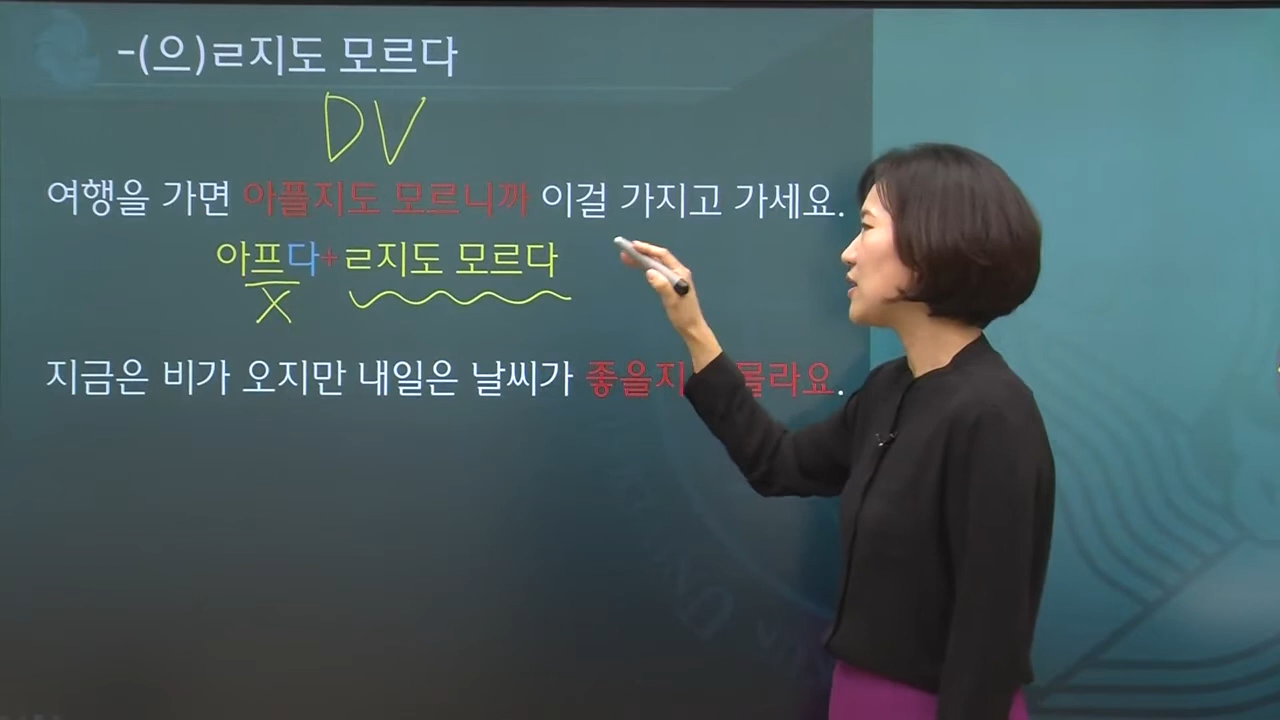 -(으)ㄹ지도 모르다
DV
여행을 가면 아플지도 모르니까 이걸 가지고 가세요.
아프다+ㄹ지도 모르다
X
지금은 비가 오지만 내일은 날씨가 좋을지 몰라요.